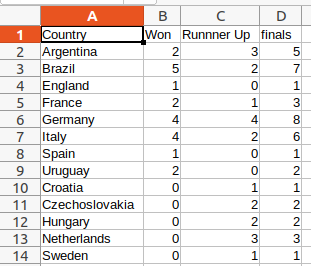 A B C D
1 Country Won Runnner Up finals
2 Argentina 2 3 5
3 Brazil 5 2 7
4 England 1 0 1
5 France 2 1 3
6 Germany 4 4 8
7 Italy 4 2 6
8 Spain 1 0 1
9 Uruguay 2 0 2
10 Croatia 0 1 1
11 Czechoslovakia 0 2 2
12 Hungary 0 2 2
13 Netherlands 0 3 3
14 Sweden 0 1 1